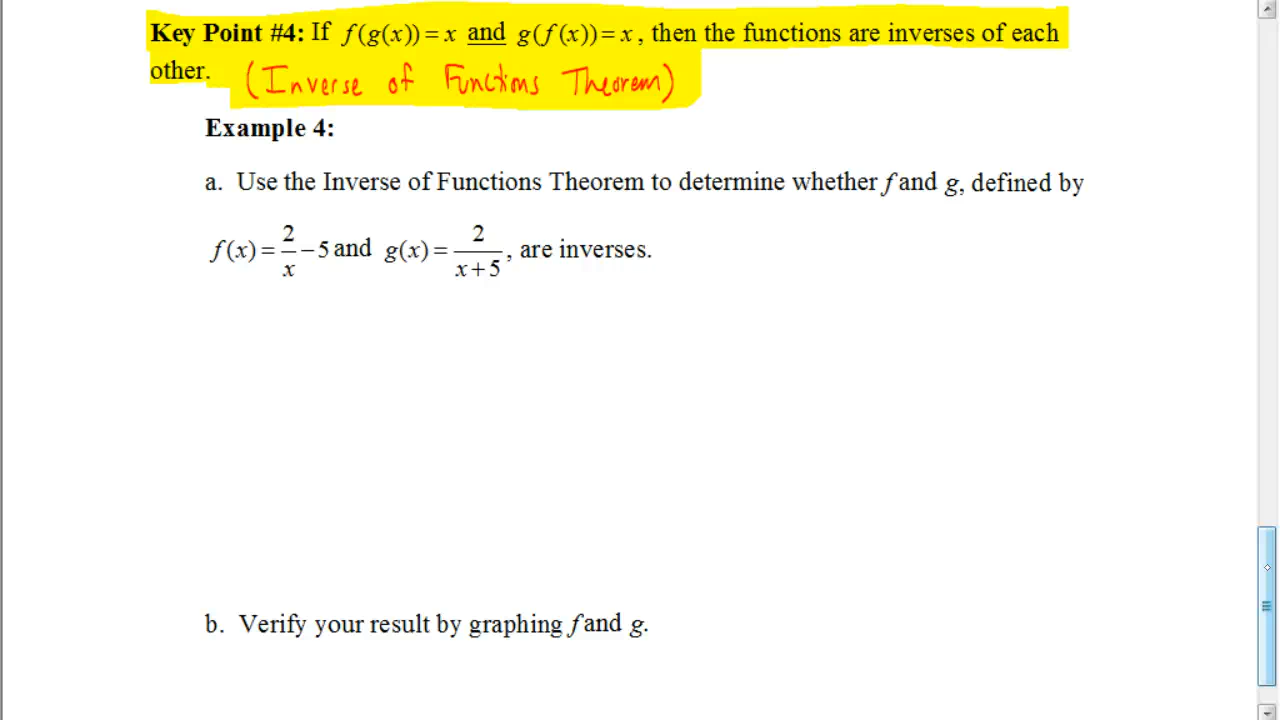 Key Point #4: If f(g(x)) = x and g(f(x)) = x, then the functions are inverses of each
other. (Inverse of Functions Theorem)
Example 4:
a. Use the Inverse of Functions Theorem to determine whether f and g, defined by
f(x) = 2/x − 5 and g(x) = 2/(x + 5), are inverses.
b. Verify your result by graphing f and g.